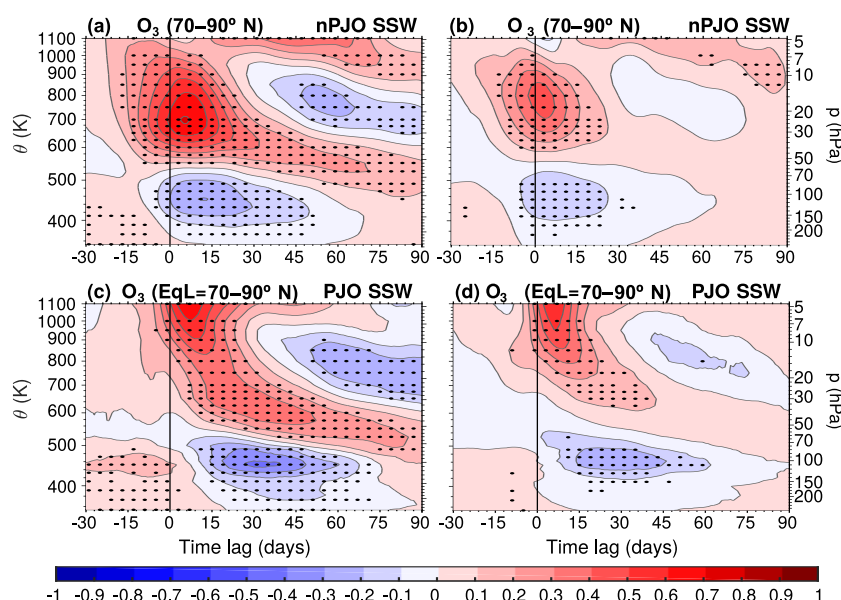 (a) O3 (70–90º N) nPJO SSW
1100
1000
900
800
700
600
500
400
θ (K)
-30 -15 0 15 30 45 60 75 90
(b) O3 (70–90º N) nPJO SSW
5
7
10
20
30
50
70
100
150
200
p (hPa)
-30 -15 0 15 30 45 60 75 90
(c) O3 (EqL=70–90º N) PJO SSW
1100
1000
900
800
700
600
500
400
θ (K)
-30 -15 0 15 30 45 60 75 90
Time lag (days)
(d) O3 (EqL=70–90º N) PJO SSW
5
7
10
20
30
50
70
100
150
200
p (hPa)
-30 -15 0 15 30 45 60 75 90
Time lag (days)
-1 -0.9 -0.8 -0.7 -0.6 -0.5 -0.4 -0.3 -0.2 -0.1 0 0.1 0.2 0.3 0.4 0.5 0.6 0.7 0.8 0.9 1